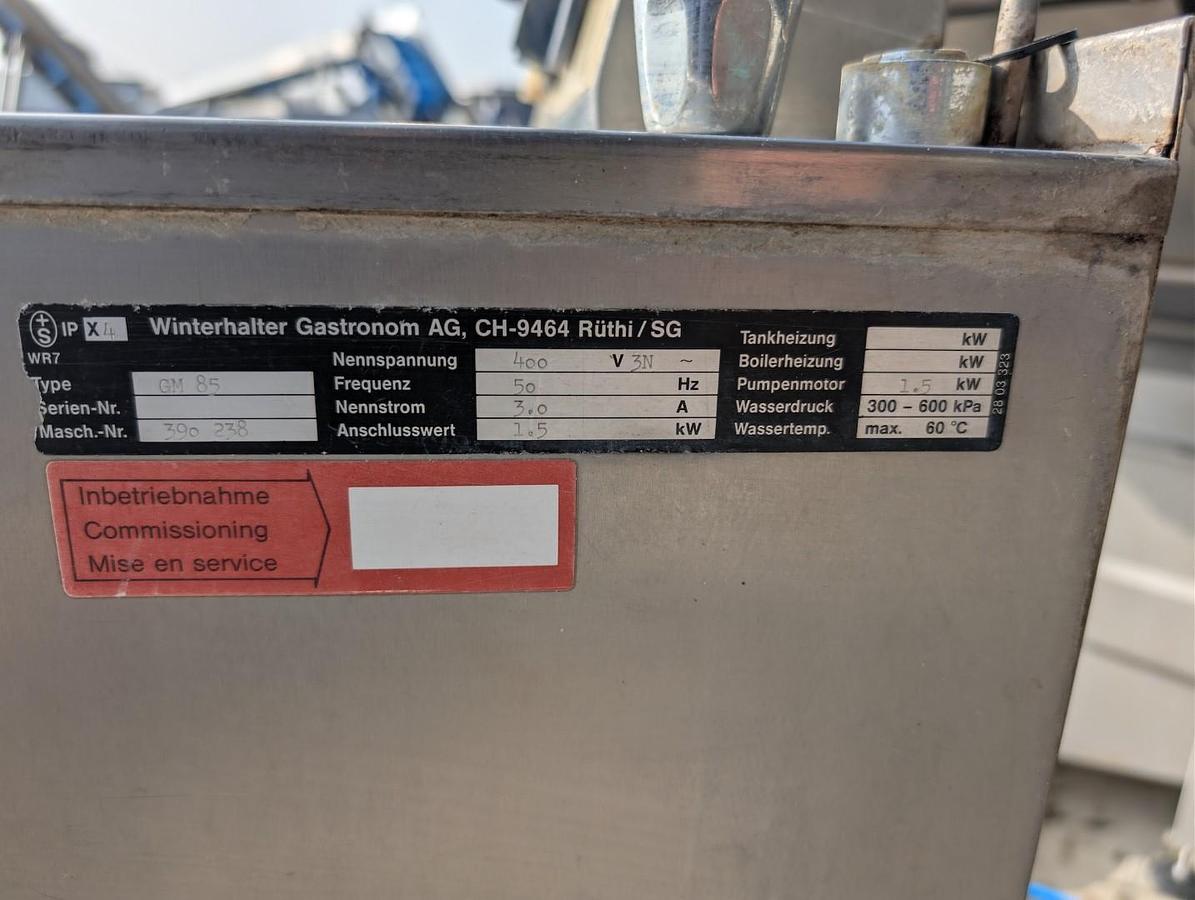 +S IP X4 Winterhalter Gastronom AG, CH-9464 Rüthi/SG
WR7
Type GM 85
Serien-Nr.
Masch.-Nr. 390 238
Nennspannung 400 V 3N ~
Frequenz 50 Hz
Nennstrom 3.0 A
Anschlusswert 1.5 kW
Tankheizung kW
Boilerheizung kW
Pumpenmotor 1.5 kW
Wasserdruck 300 – 600 kPa
Wassertemp. max. 60 °C
28 03 323
Inbetriebnahme
Commissioning
Mise en service